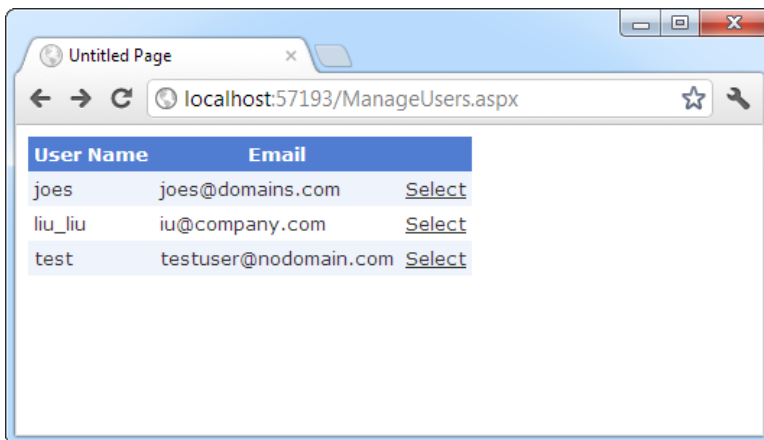 Untitled Page
localhost:57193/ManageUsers.aspx
User Name Email
joes joes@domains.com Select
liu_liu iu@company.com Select
test testuser@nodomain.com Select